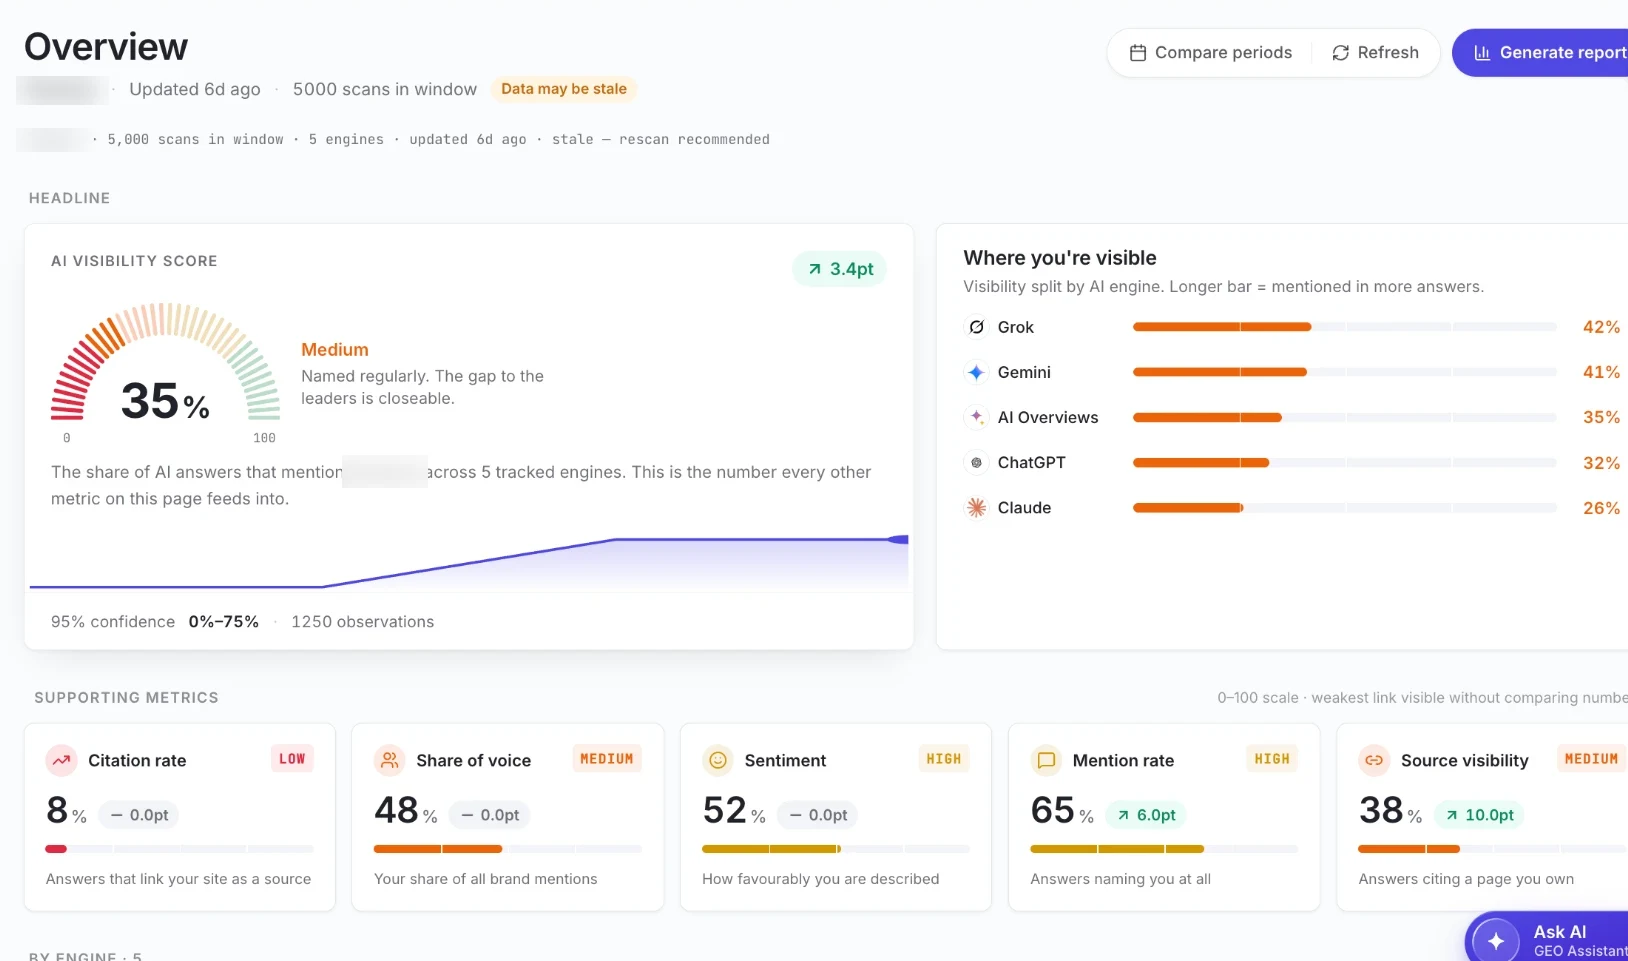 Overview
Compare periods
Refresh
Generate report
· Updated 6d ago · 5000 scans in window
Data may be stale
· 5,000 scans in window · 5 engines · updated 6d ago · stale — rescan recommended
HEADLINE
AI VISIBILITY SCORE
3.4pt
35%
0
100
Medium
Named regularly. The gap to the
leaders is closeable.
The share of AI answers that mention across 5 tracked engines. This is the number every other
metric on this page feeds into.
95% confidence 0%–75% · 1250 observations
Where you're visible
Visibility split by AI engine. Longer bar = mentioned in more answers.
Grok 42%
Gemini 41%
AI Overviews 35%
ChatGPT 32%
Claude 26%
SUPPORTING METRICS
0–100 scale · weakest link visible without comparing numbe
Citation rate
LOW
8% — 0.0pt
Answers that link your site as a source
Share of voice
MEDIUM
48% — 0.0pt
Your share of all brand mentions
Sentiment
HIGH
52% — 0.0pt
How favourably you are described
Mention rate
HIGH
65% 6.0pt
Answers naming you at all
Source visibility
MEDIUM
38% 10.0pt
Answers citing a page you own
BY ENGINE · 5
Ask AI
GEO Assistant